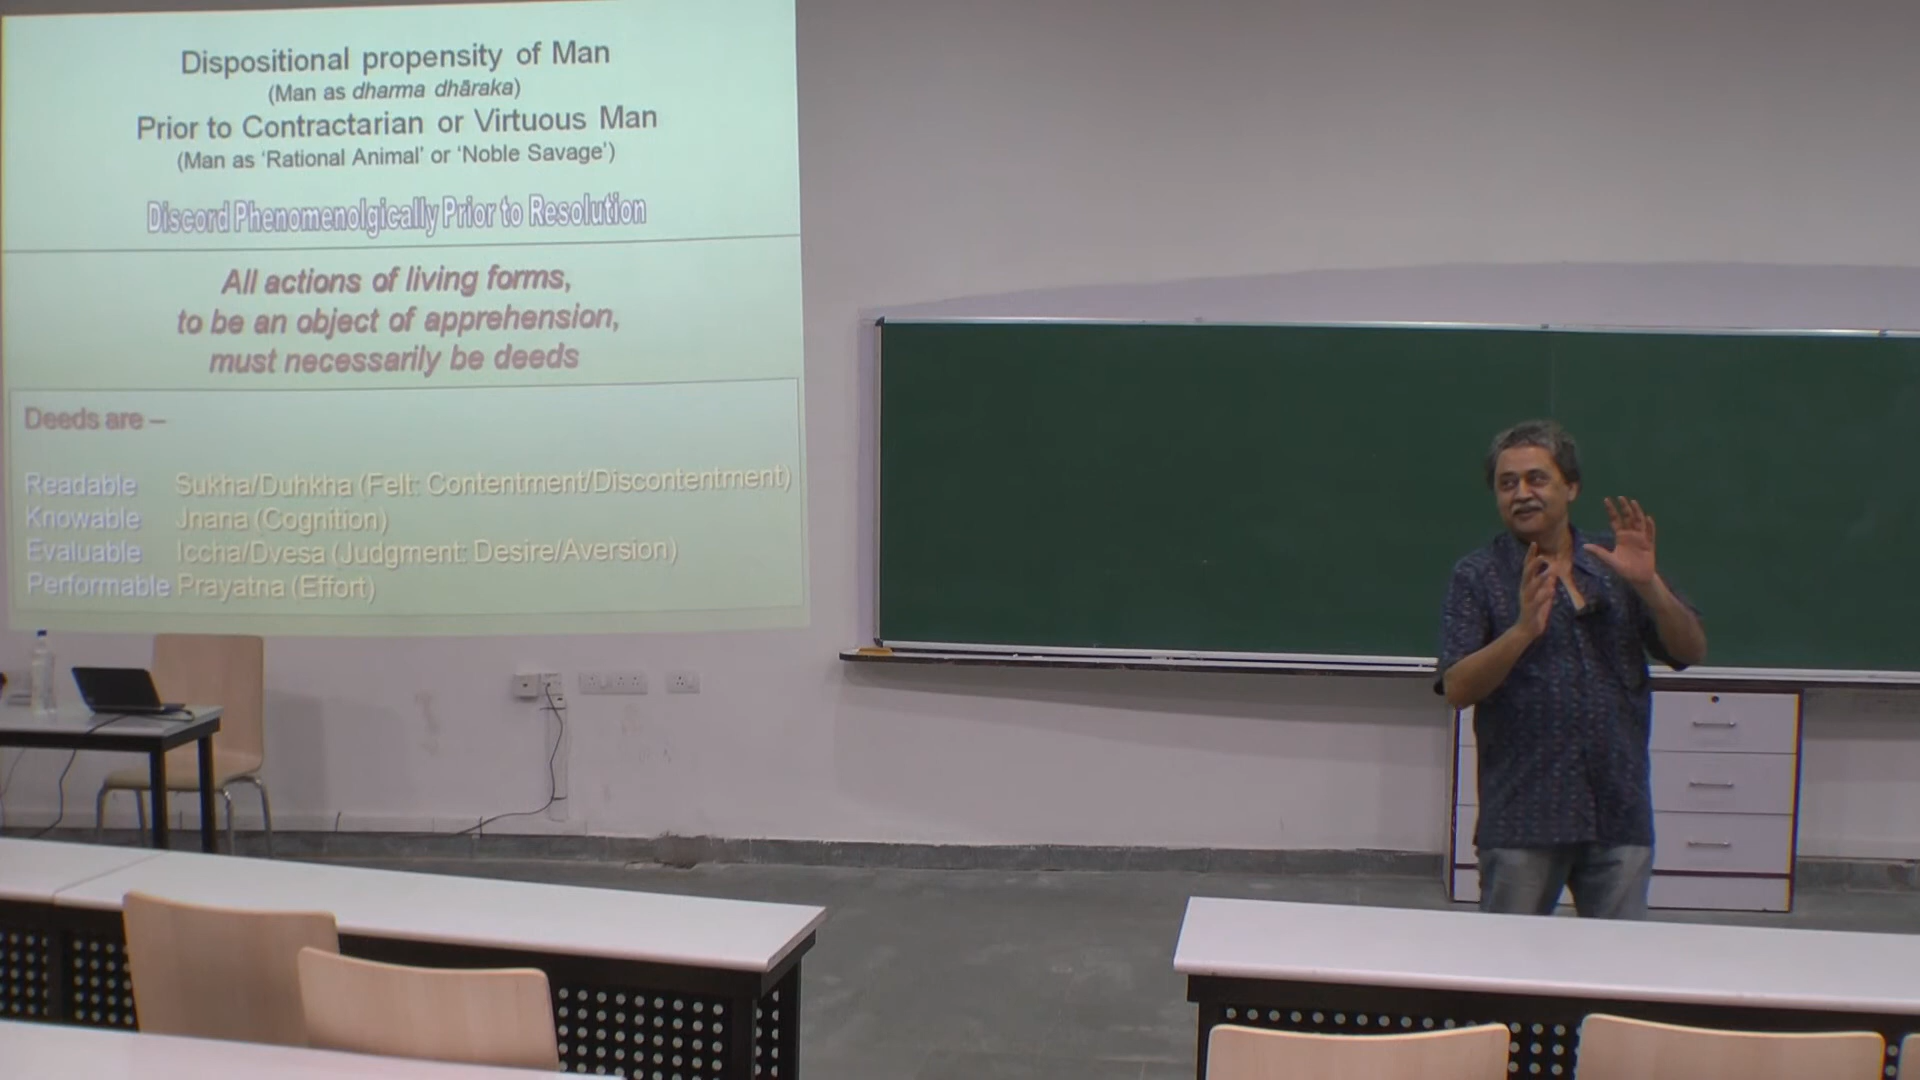 Dispositional propensity of Man
(Man as dharma dhāraka)
Prior to Contractarian or Virtuous Man
(Man as ‘Rational Animal’ or ‘Noble Savage’)
Discord Phenomenolgically Prior to Resolution
All actions of living forms,
to be an object of apprehension,
must necessarily be deeds
Deeds are –
Readable Sukha/Duhkha (Felt: Contentment/Discontentment)
Knowable Jnana (Cognition)
Evaluable Iccha/Dvesa (Judgment: Desire/Aversion)
Performable Prayatna (Effort)